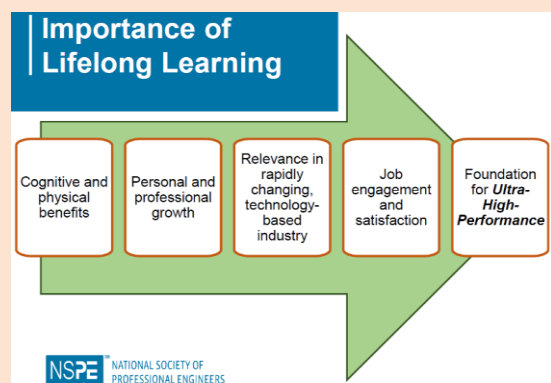 Importance of
Lifelong Learning
Cognitive and
physical
benefits
Personal and
professional
growth
Relevance in
rapidly
changing,
technology-
based
industry
Job
engagement
and
satisfaction
Foundation
for Ultra-
High-
Performance
NSPE™
NATIONAL SOCIETY OF
PROFESSIONAL ENGINEERS